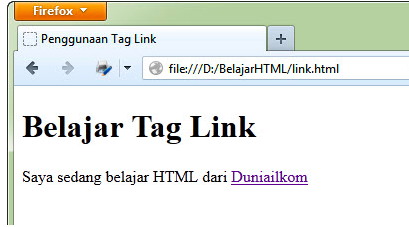 Firefox
Penggunaan Tag Link
file:///D:/BelajarHTML/link.html
Belajar Tag Link
Saya sedang belajar HTML dari Duniailkom